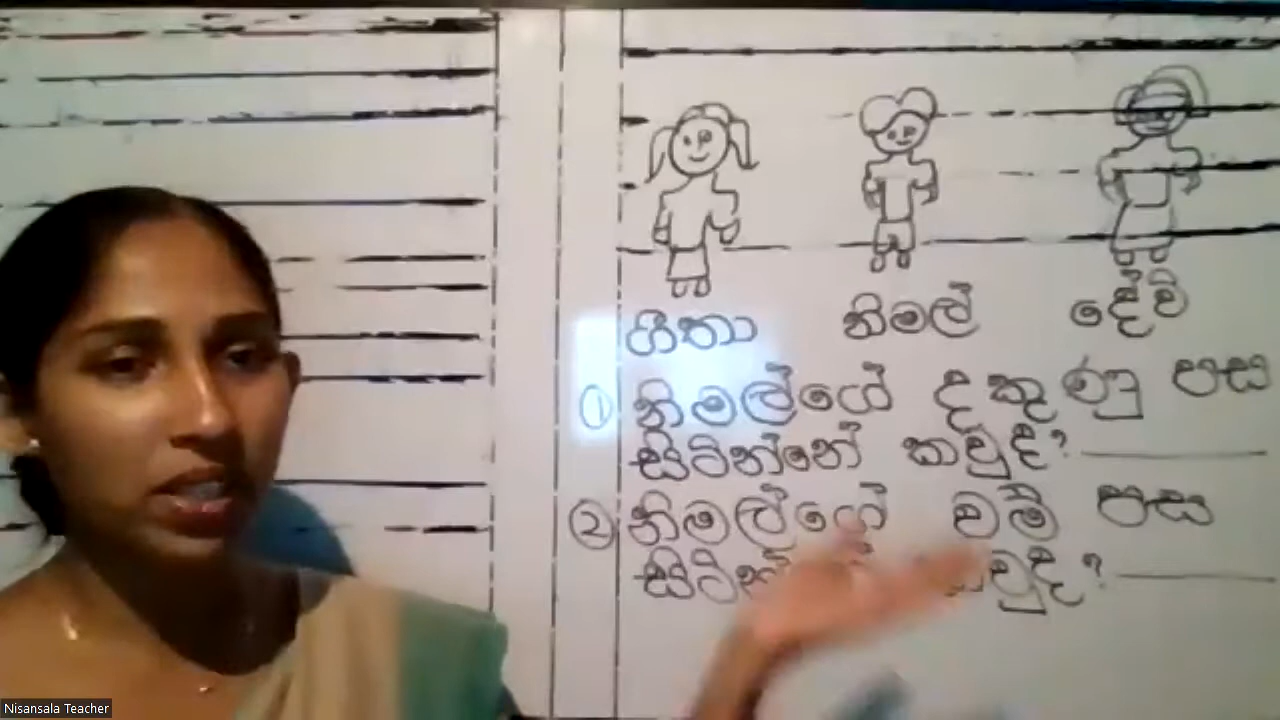 ගීතා නිමල් දේවි
① නිමල්ගේ දකුණු පස
සිටින්නේ කවුද?
② නිමල්ගේ වම් පස
Nisansala Teacher